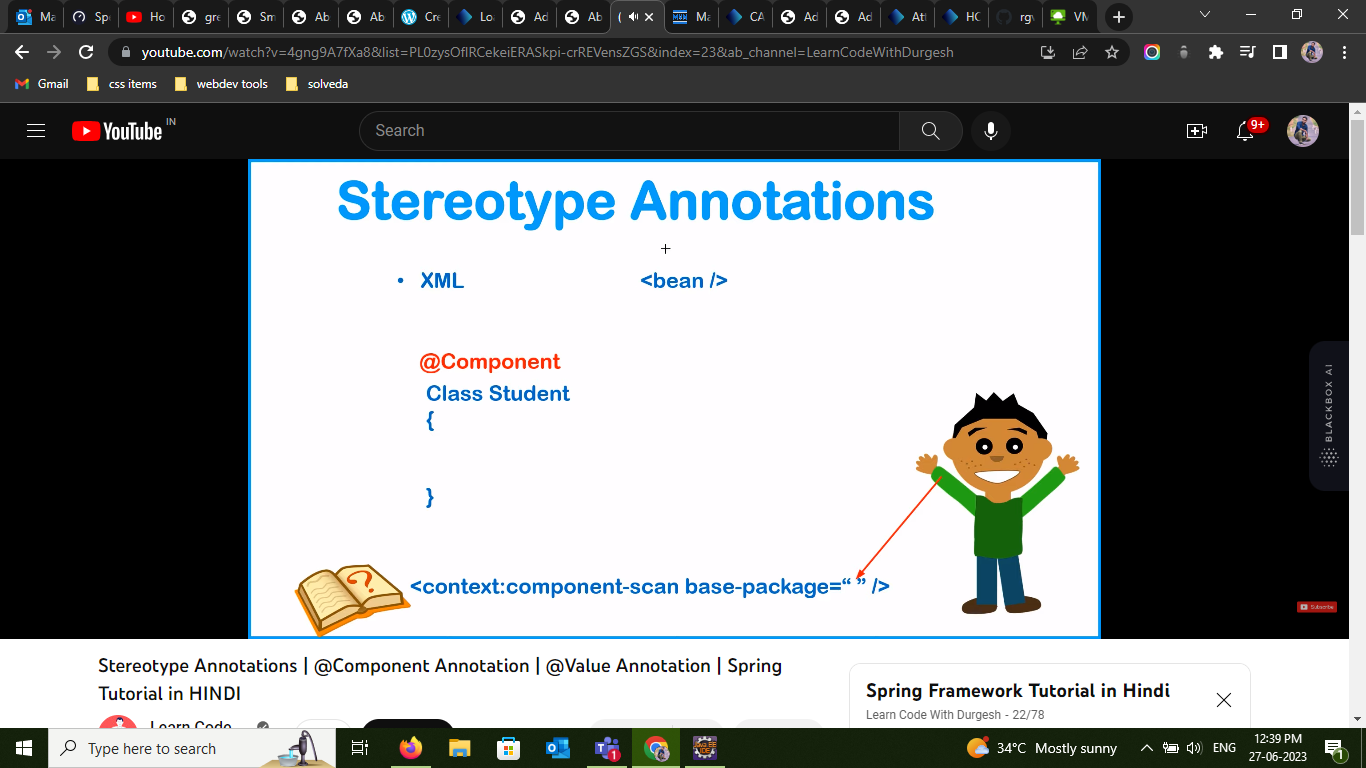 Ma
Sp
Ho
gre
Sm
Ab
Ab
Cre
Lo
Ad
Ab
(
Ma
CA
Ad
Ad
Att
HC
rg
VM
youtube.com/watch?v=4gng9A7fXa8&list=PL0zysOflRCekeiERASkpi-crREVensZGS&index=23&ab_channel=LearnCodeWithDurgesh
Gmail
css items
webdev tools
solveda
YouTube IN
Search
9+
Stereotype Annotations
• XML <bean />
@Component
Class Student
{
}
?
<context:component-scan base-package=“ ” />
BLACKBOX AI
Subscribe
Stereotype Annotations | @Component Annotation | @Value Annotation | Spring
Tutorial in HINDI
Learn Code
Spring Framework Tutorial in Hindi
Learn Code With Durgesh - 22/78
Type here to search
1
34°C Mostly sunny
ENG
12:39 PM
27-06-2023
1